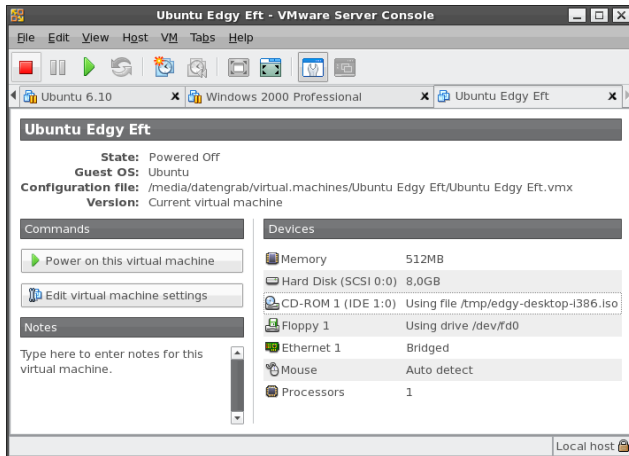 Ubuntu Edgy Eft - VMware Server Console
File Edit View Host VM Tabs Help
Ubuntu 6.10 Windows 2000 Professional Ubuntu Edgy Eft
Ubuntu Edgy Eft
State: Powered Off
Guest OS: Ubuntu
Configuration file: /media/datengrab/virtual.machines/Ubuntu Edgy Eft/Ubuntu Edgy Eft.vmx
Version: Current virtual machine
Commands
Power on this virtual machine
Edit virtual machine settings
Notes
Type here to enter notes for this
virtual machine.
Devices
Memory 512MB
Hard Disk (SCSI 0:0) 8,0GB
CD-ROM 1 (IDE 1:0) Using file /tmp/edgy-desktop-i386.iso
Floppy 1 Using drive /dev/fd0
Ethernet 1 Bridged
Mouse Auto detect
Processors 1
Local host